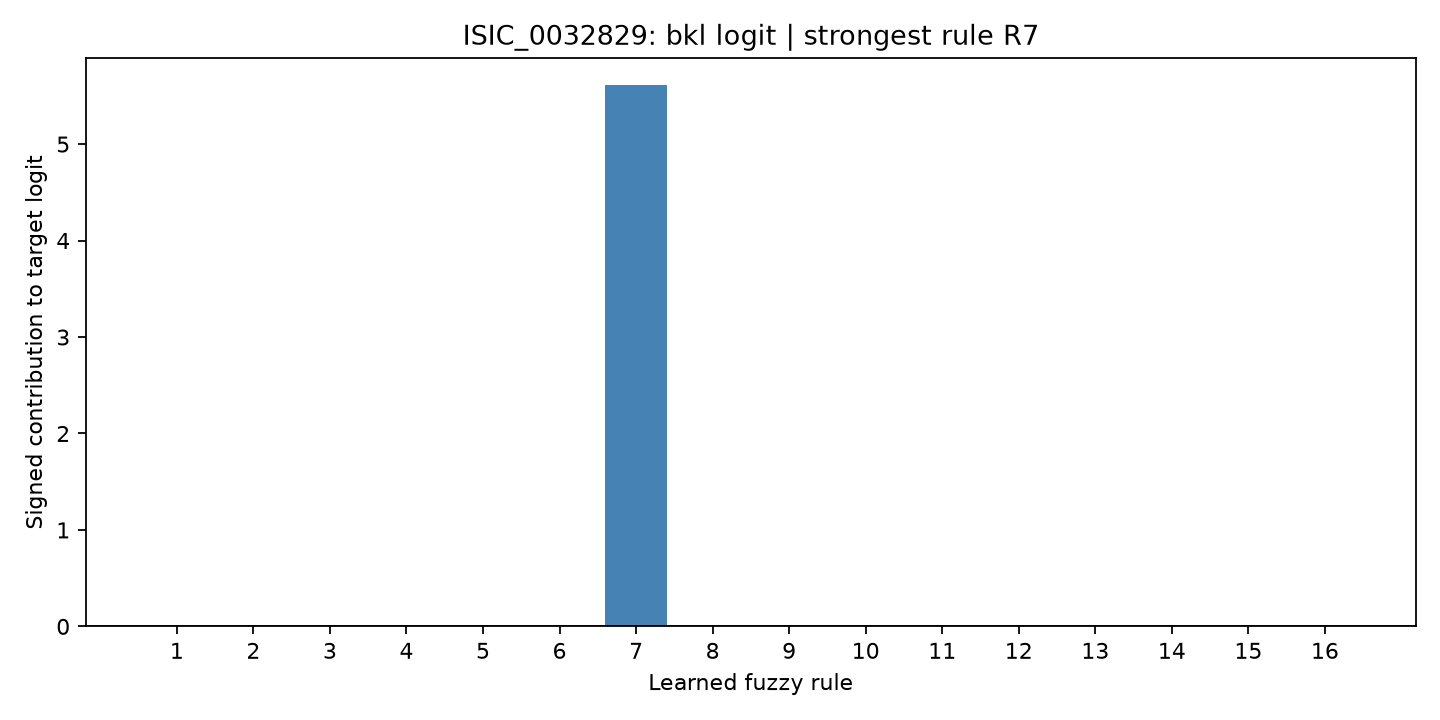 ISIC_0032829: bkl logit | strongest rule R7
Signed contribution to target logit
5
4
3
2
1
0
1 2 3 4 5 6 7 8 9 10 11 12 13 14 15 16
Learned fuzzy rule